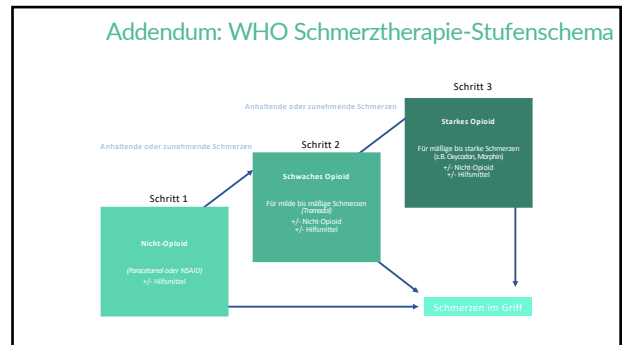 Addendum: WHO Schmerztherapie-Stufenschema
Schritt 3
Anhaltende oder zunehmende Schmerzen
Starkes Opioid
Für mäßige bis starke Schmerzen
(z.B. Oxycodon, Morphin)
+/- Nicht-Opioid
+/- Hilfsmittel
Schritt 2
Anhaltende oder zunehmende Schmerzen
Schwaches Opioid
Für milde bis mäßige Schmerzen
(Tramadol)
+/- Nicht-Opioid
+/- Hilfsmittel
Schritt 1
Nicht-Opioid
(Paracetamol oder NSAID)
+/- Hilfsmittel
Schmerzen im Griff